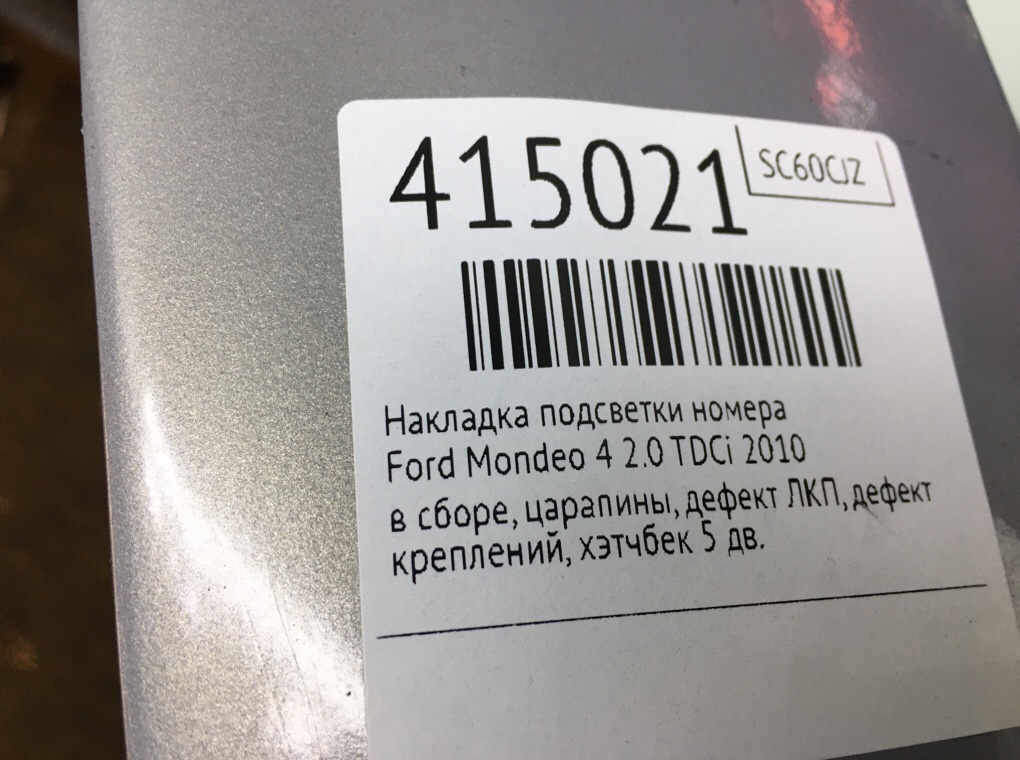 415021
SC60CJZ
Накладка подсветки номера
Ford Mondeo 4 2.0 TDCi 2010
в сборе, царапины, дефект ЛКП, дефект
креплений, хэтчбек 5 дв.